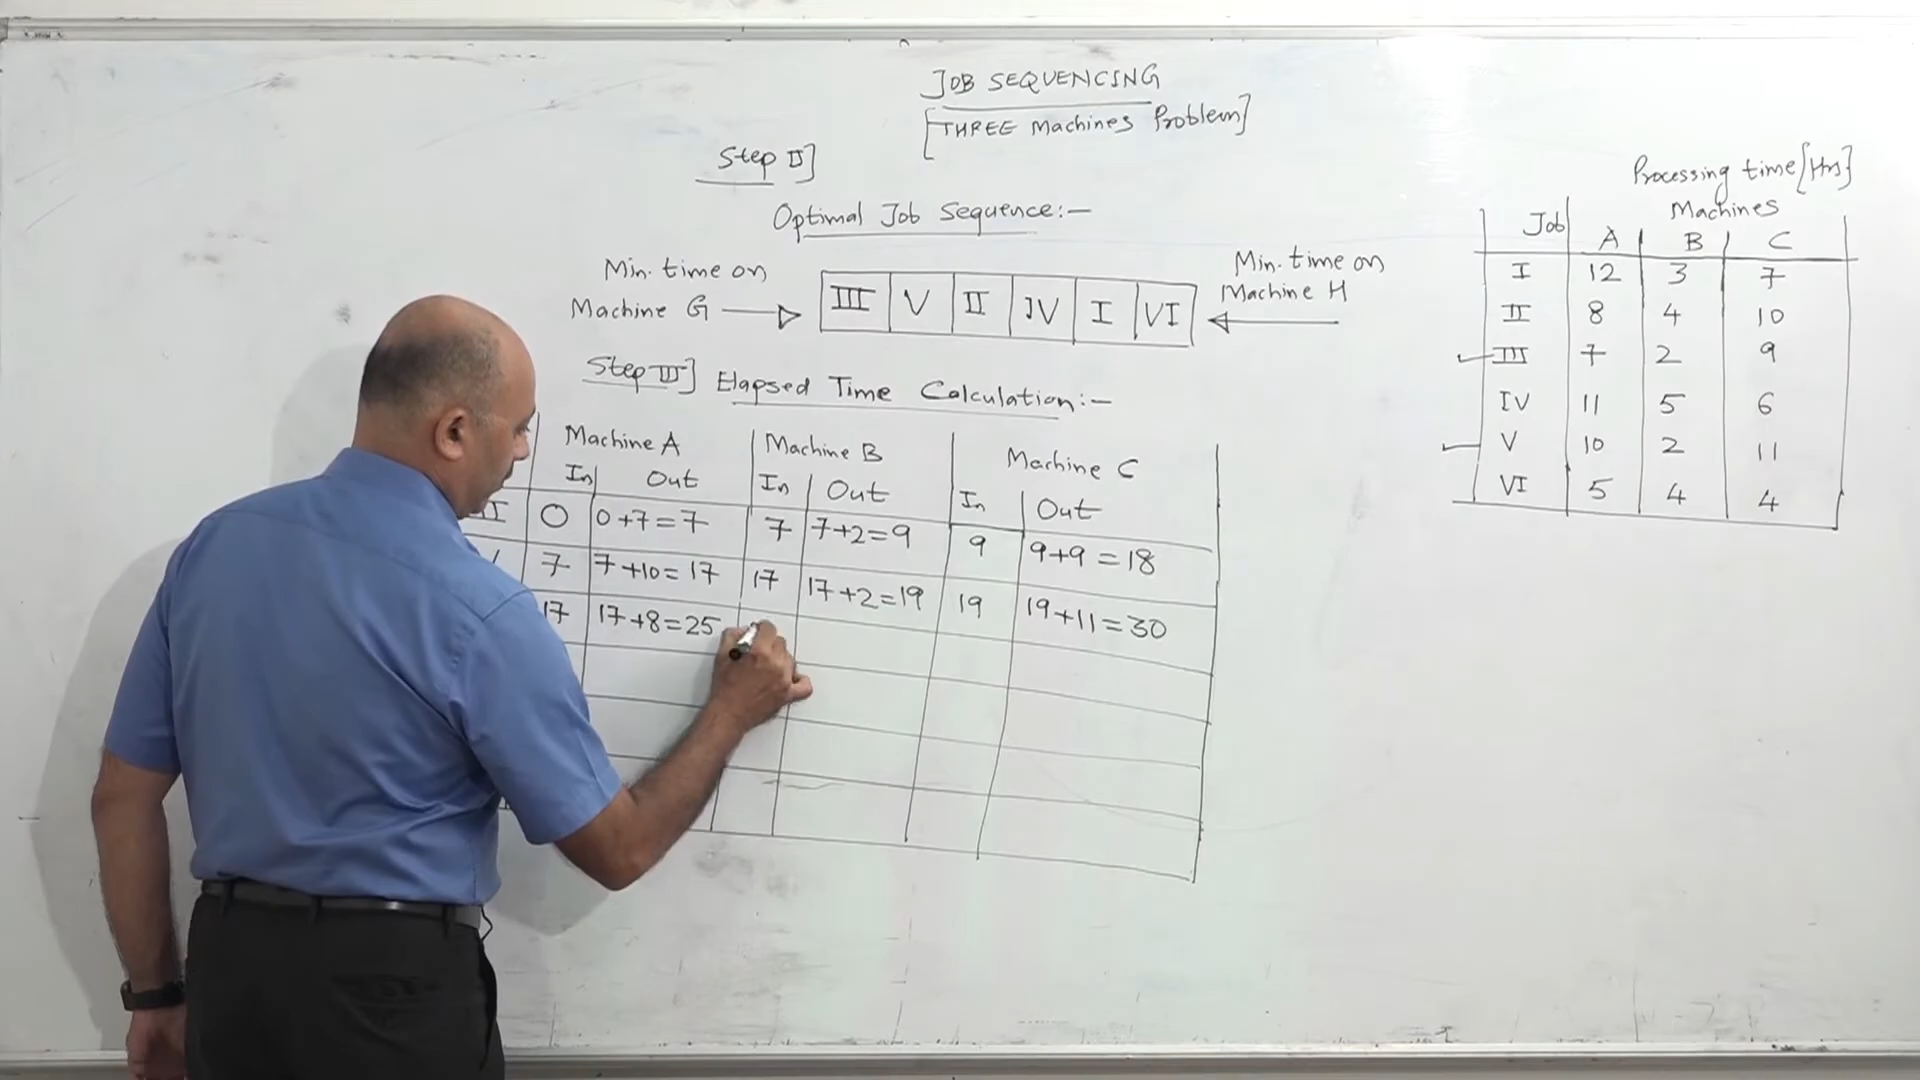 JOB SEQUENCING
[THREE Machines Problem]
Step II]
Optimal Job Sequence:-
Min. time on
Machine G
III V II IV I VI
Min. time on
Machine H
Step III] Elapsed Time Calculation:-
Machine A Machine B Machine C
In Out In Out In Out
0 0+7=7 7 7+2=9 9 9+9=18
7 7+10=17 17 17+2=19 19 19+11=30
17 17+8=25
Processing time [Hrs]
Job Machines
A B C
I 12 3 7
II 8 4 10
III 7 2 9
IV 11 5 6
V 10 2 11
VI 5 4 4